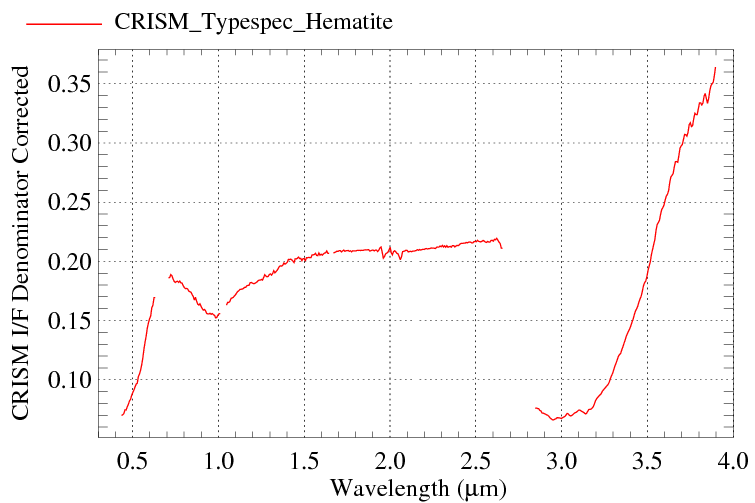 CRISM_Typespec_Hematite
CRISM I/F Denominator Corrected
0.35
0.30
0.25
0.20
0.15
0.10
0.5 1.0 1.5 2.0 2.5 3.0 3.5 4.0
Wavelength (μm)